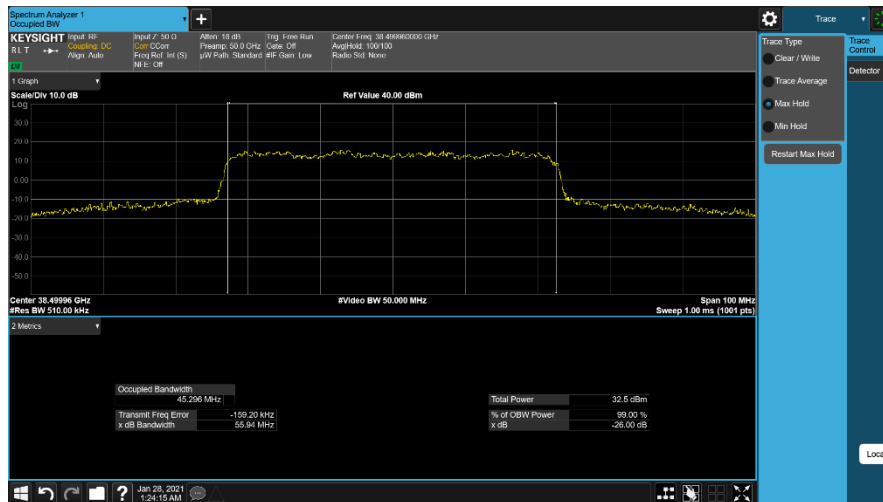 Spectrum Analyzer 1
Occupied BW
+
Trace
KEYSIGHT Input: RF Input Z: 50 Ω Atten: 18 dB Trig: Free Run Center Freq: 38.499960000 GHz
RLT Coupling: DC Corr CCorr Preamp: 50.0 GHz Gate: Off Avg|Hold: 100/100
Align: Auto Freq Ref: Int (S) µW Path: Standard #IF Gain: Low Radio Std: None
NFE: Off
Trace Type
Trace
Control
Clear / Write
Detector
1 Graph
Trace Average
Scale/Div 10.0 dB Ref Value 40.00 dBm
Log
Max Hold
30.0
Min Hold
20.0
Restart Max Hold
10.0
0.00
-10.0
-20.0
-30.0
-40.0
-50.0
Center 38.49996 GHz #Video BW 50.000 MHz Span 100 MHz
#Res BW 510.00 kHz Sweep 1.00 ms (1001 pts)
2 Metrics
Occupied Bandwidth
45.296 MHz Total Power 32.5 dBm
Transmit Freq Error -159.20 kHz % of OBW Power 99.00 %
x dB Bandwidth 55.94 MHz x dB -26.00 dB
Loca
? Jan 28, 2021
1:24:15 AM